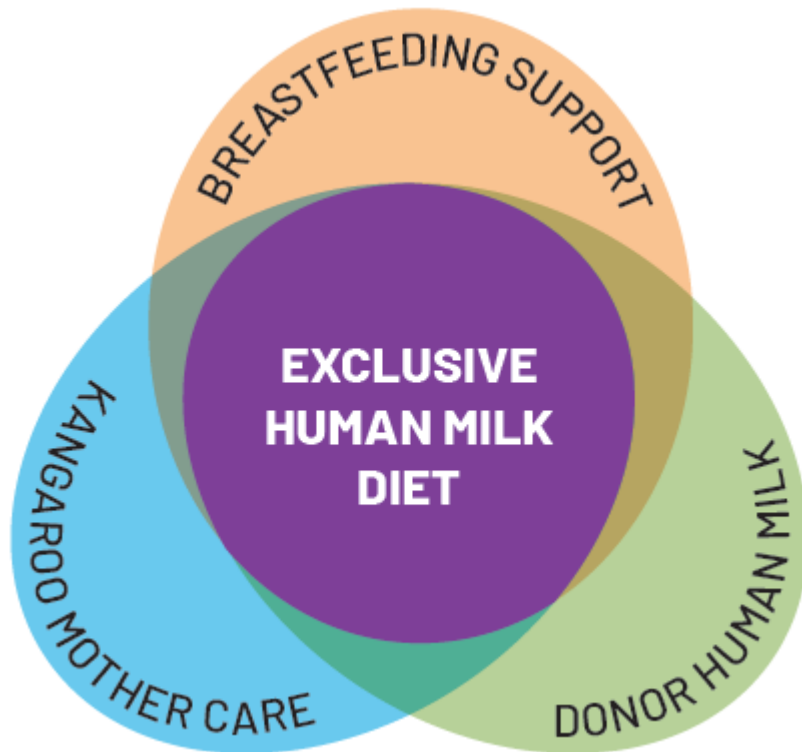 BREASTFEEDING SUPPORT
EXCLUSIVE
HUMAN MILK
DIET
KANGAROO MOTHER CARE
DONOR HUMAN MILK